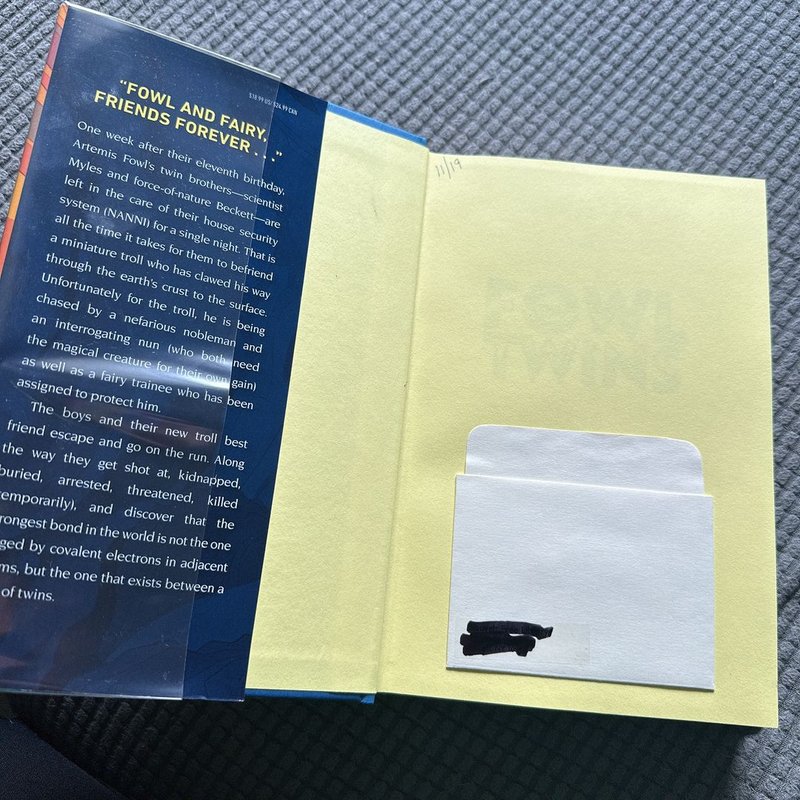 $18.99 US/ $24.99 CAN
"FOWL AND FAIRY,
FRIENDS FOREVER . . ."
One week after their eleventh birthday,
Artemis Fowl's twin brothers—scientist
Myles and force-of-nature Beckett—are
left in the care of their house security
system (NANNI) for a single night. That is
all the time it takes for them to befriend
a miniature troll who has clawed his way
through the earth's crust to the surface.
Unfortunately for the troll, he is being
chased by a nefarious nobleman and
an interrogating nun (who both need
the magical creature for their own gain)
as well as a fairy trainee who has been
assigned to protect him.
The boys and their new troll best
friend escape and go on the run. Along
the way they get shot at, kidnapped,
buried, arrested, threatened, killed
temporarily), and discover that the
rongest bond in the world is not the one
ged by covalent electrons in adjacent
ms, but the one that exists between a
of twins.
11/19